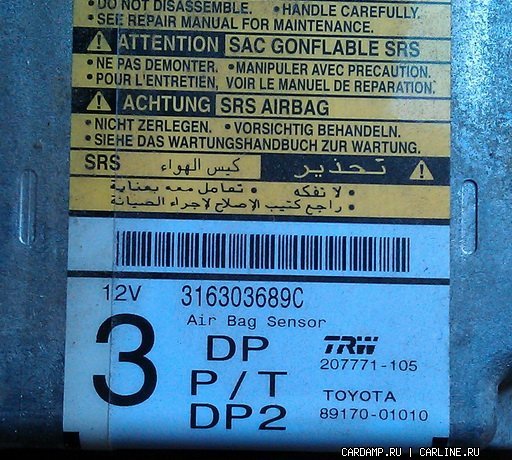 • DO NOT DISASSEMBLE. • HANDLE CAREFULLY.
• SEE REPAIR MANUAL FOR MAINTENANCE.
ATTENTION SAC GONFLABLE SRS
• NE PAS DEMONTER. • MANIPULER AVEC PRECAUTION.
• POUR L'ENTRETIEN, VOIR LE MANUEL DE REPARATION.
ACHTUNG SRS AIRBAG
• NICHT ZERLEGEN. • VORSICHTIG BEHANDELN.
• SIEHE DAS WARTUNGSHANDBUCH ZUR WARTUNG.
تحذير كيس الهواء SRS
• لا تفكه • تعامل معه بعناية
• راجع كتيب الإصلاح لإجراء الصيانة
12V 316303689C
Air Bag Sensor
3 DP TRW
207771-105
P/T TOYOTA
DP2 89170-01010
CARDAMP.RU | CARLINE.RU